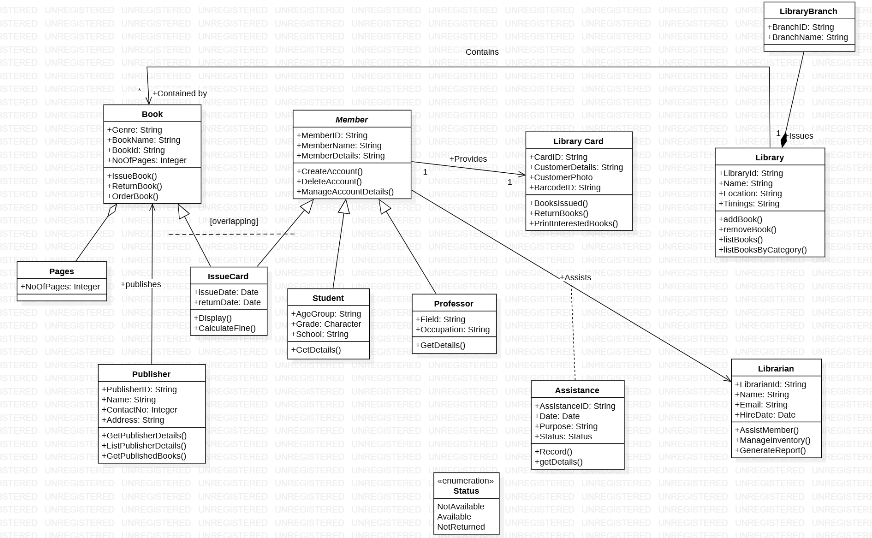 LibraryBranch
+BranchID: String
+BranchName: String
Contains
*
+Contained by
Book
+Genre: String
+BookName: String
+BookId: String
+NoOfPages: Integer
+IssueBook()
+ReturnBook()
+OrderBook()
Member
+MemberID: String
+MemberName: String
+MemberDetails: String
+CreateAccount()
+DeleteAccount()
+ManageAccountDetails()
+Provides
1
1
Library Card
+CardID: String
+CustomerDetails: String
+CustomerPhoto
+BarcodeID: String
+BooksIssued()
+ReturnBooks()
+PrintInterestedBooks()
1
+Issues
Library
+LibraryId: String
+Name: String
+Location: String
+Timings: String
+addBook()
+removeBook()
+listBooks()
+listBooksByCategory()
[overlapping]
Pages
+NoOfPages: Integer
+publishes
IssueCard
+IssueDate: Date
+returnDate: Date
+Display()
+CalculateFine()
Student
+AgeGroup: String
+Grade: Character
+School: String
+GetDetails()
Professor
+Field: String
+Occupation: String
+GetDetails()
+Assists
Publisher
+PublisherID: String
+Name: String
+ContactNo: Integer
+Address: String
+GetPublisherDetails()
+ListPublisherDetails()
+GetPublishedBooks()
Assistance
+AssistanceID: String
+Date: Date
+Purpose: String
+Status: Status
+Record()
+getDetails()
Librarian
+LibrarianId: String
+Name: String
+Email: String
+HireDate: Date
+AssistMember()
+ManageInventory()
+GenerateReport()
«enumeration»
Status
NotAvailable
Available
NotReturned
UNREGISTERED